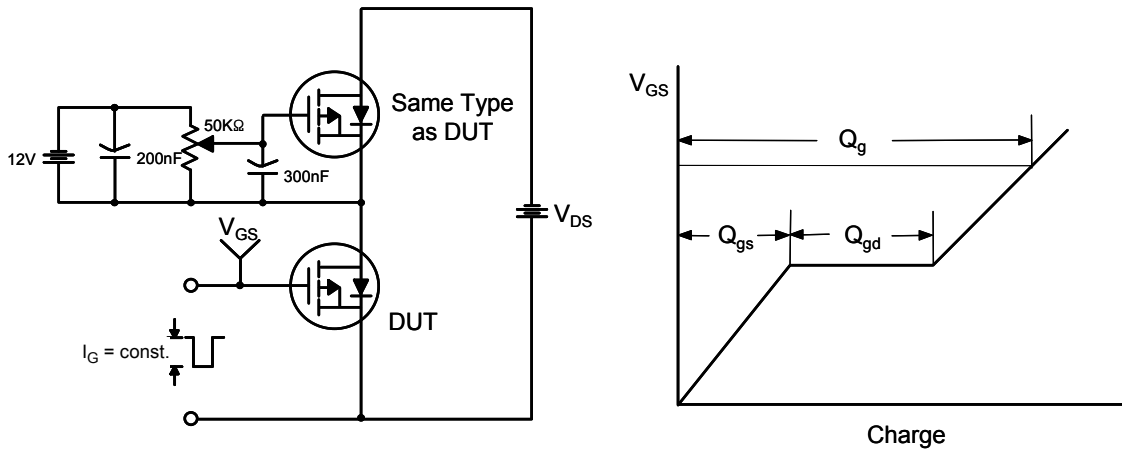 12V
200nF
50KΩ
300nF
Same Type
as DUT
V_GS
V_DS
DUT
I_G = const.
V_GS
Q_g
Q_gs
Q_gd
Charge